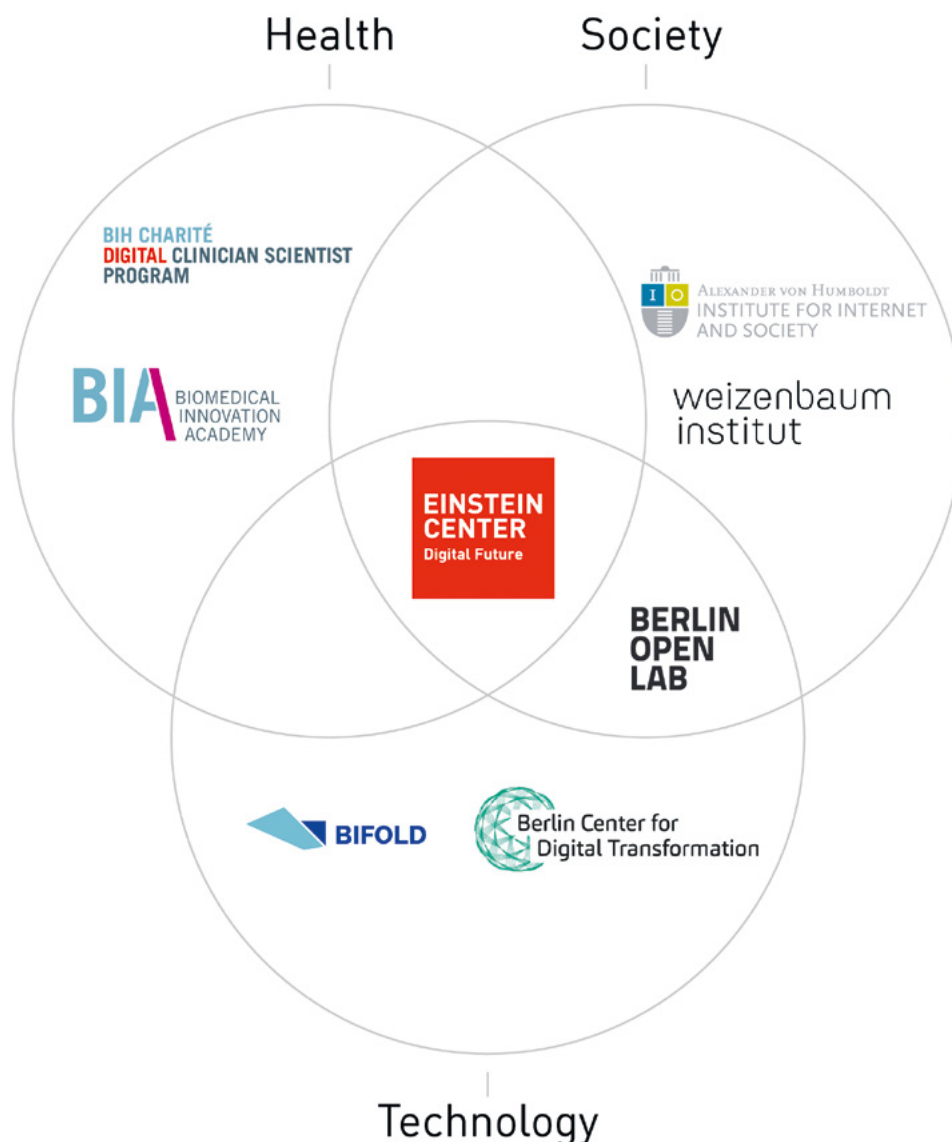 Health
Society
BIH CHARITÉ
DIGITAL CLINICIAN SCIENTIST
PROGRAM
I O
ALEXANDER VON HUMBOLDT
INSTITUTE FOR INTERNET
AND SOCIETY
BIA
BIOMEDICAL
INNOVATION
ACADEMY
weizenbaum
institut
EINSTEIN
CENTER
Digital Future
BERLIN
OPEN
LAB
BIFOLD
Berlin Center for
Digital Transformation
Technology